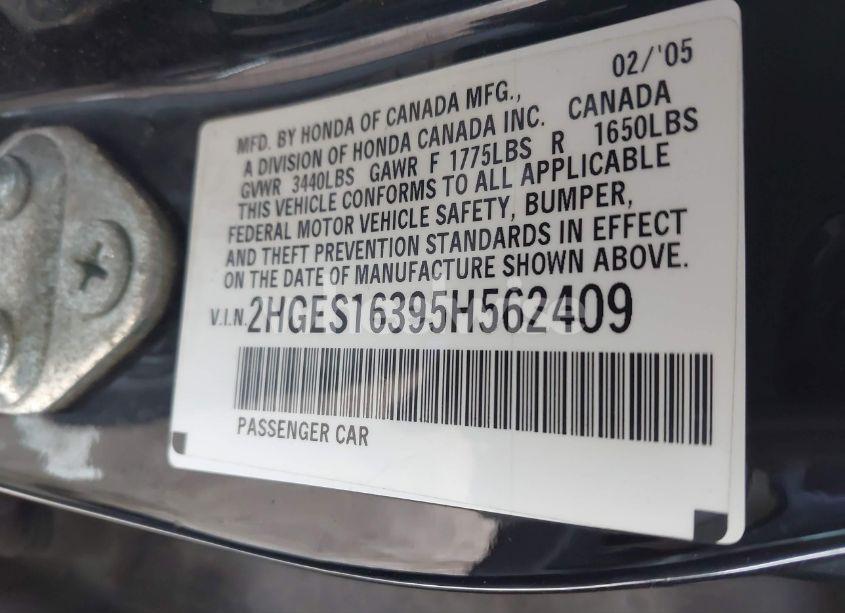 02/'05
MFD. BY HONDA OF CANADA MFG.,
A DIVISION OF HONDA CANADA INC. CANADA
GVWR 3440LBS GAWR F 1775LBS R 1650LBS
THIS VEHICLE CONFORMS TO ALL APPLICABLE
FEDERAL MOTOR VEHICLE SAFETY, BUMPER,
AND THEFT PREVENTION STANDARDS IN EFFECT
ON THE DATE OF MANUFACTURE SHOWN ABOVE.
V.I.N. 2HGES16395H562409
PASSENGER CAR